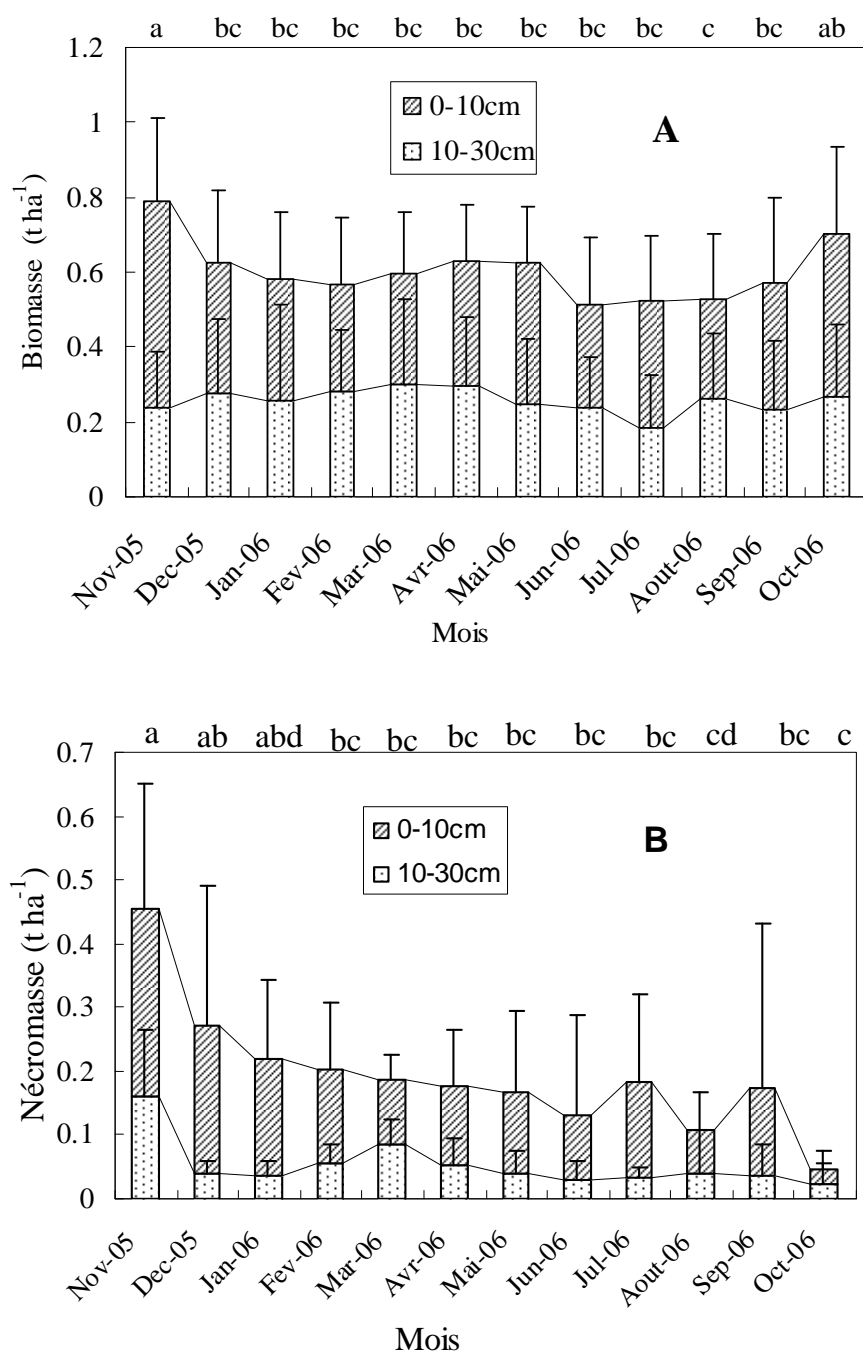 a bc bc bc bc bc bc bc bc c bc ab
1.2
1
0.8
0.6
0.4
0.2
0
Biomasse (t ha-1)
0-10cm
10-30cm
A
Nov-05 Dec-05 Jan-06 Fev-06 Mar-06 Avr-06 Mai-06 Jun-06 Jul-06 Aout-06 Sep-06 Oct-06
Mois
a ab abd bc bc bc bc bc bc cd bc c
0.7
0.6
0.5
0.4
0.3
0.2
0.1
0
Nécromasse (t ha-1)
0-10cm
10-30cm
B
Nov-05 Dec-05 Jan-06 Fev-06 Mar-06 Avr-06 Mai-06 Jun-06 Jul-06 Aout-06 Sep-06 Oct-06
Mois